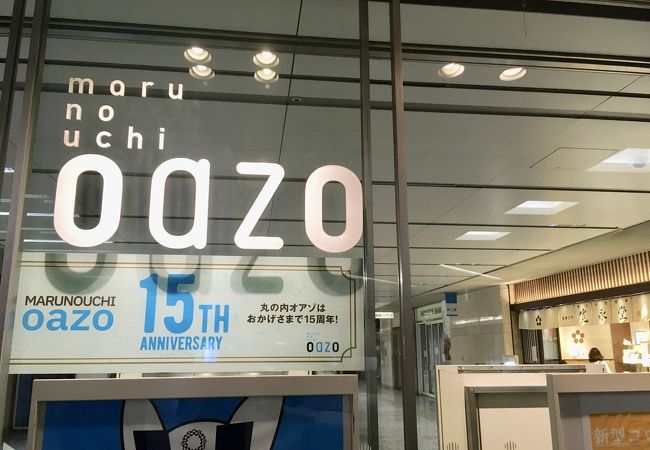 maru
no
uchi
oazo
MARUNOUCHI
oazo
15TH
ANNIVERSARY
丸の内オアゾは
おかげさまで15周年!
oazo
新型コ